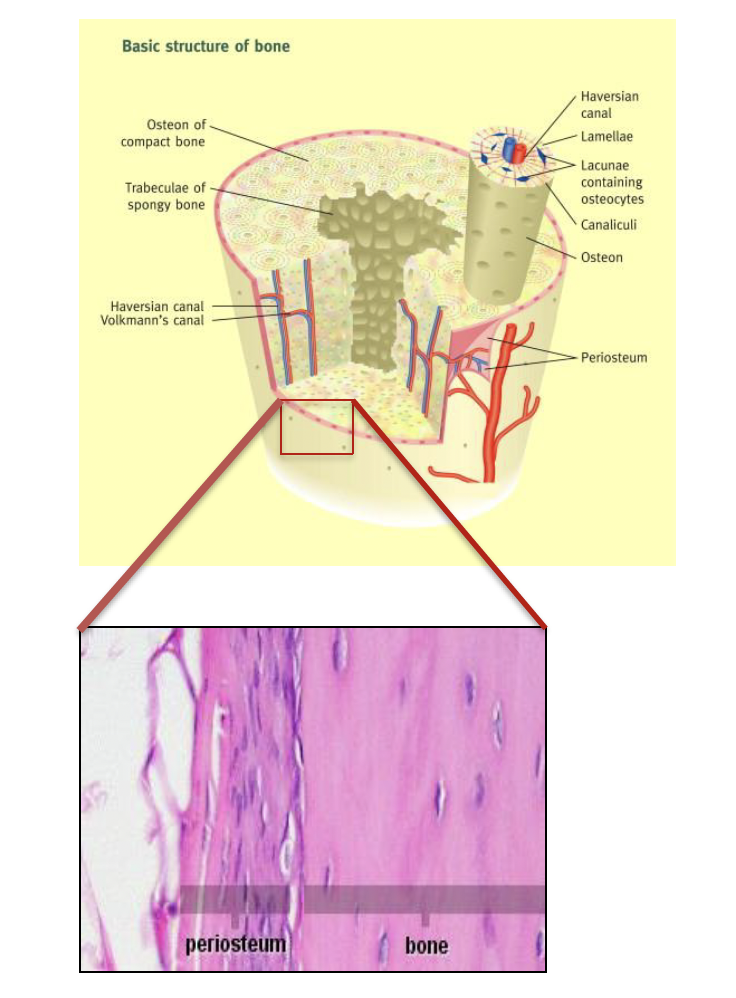 Basic structure of bone
Haversian
canal
Osteon of
compact bone
Lamellae
Lacunae
containing
osteocytes
Trabeculae of
spongy bone
Canaliculi
Osteon
Haversian canal
Volkmann's canal
Periosteum
periosteum
bone